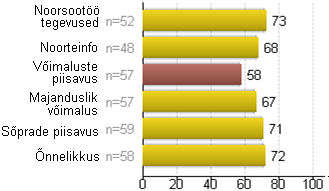 Noorsootöö
tegevused n=52 73
Noorteinfo n=48 68
Võimaluste
piisavus n=57 58
Majanduslik
võimalus n=57 67
Sõprade piisavus n=59 71
Õnnelikkus n=58 72
0 20 40 60 80 100